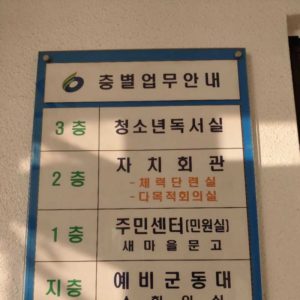 층별업무안내
3층 청소년독서실
2층 자치회관
- 체력단련실
- 다목적회의실
1층 주민센터(민원실)
새마을문고
지층 예비군동대